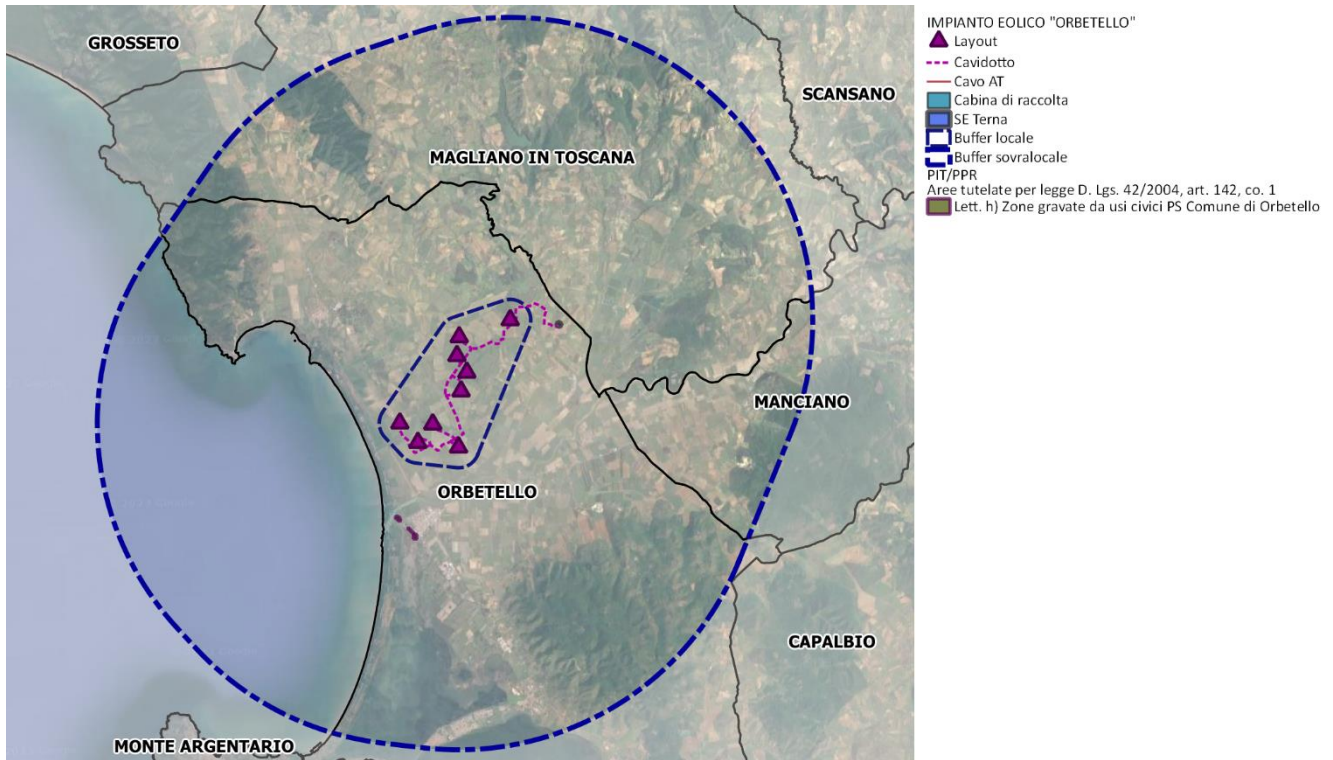 GROSSETO
SCANSANO
MAGLIANO IN TOSCANA
MANCIANO
ORBETELLO
CAPALBIO
MONTE ARGENTARIO
IMPIANTO EOLICO "ORBETELLO"
Layout
Cavidotto
Cavo AT
Cabina di raccolta
SE Terna
Buffer locale
Buffer sovralocale
PIT/PPR
Aree tutelate per legge D. Lgs. 42/2004, art. 142, co. 1
Lett. h) Zone gravate da usi civici PS Comune di Orbetello